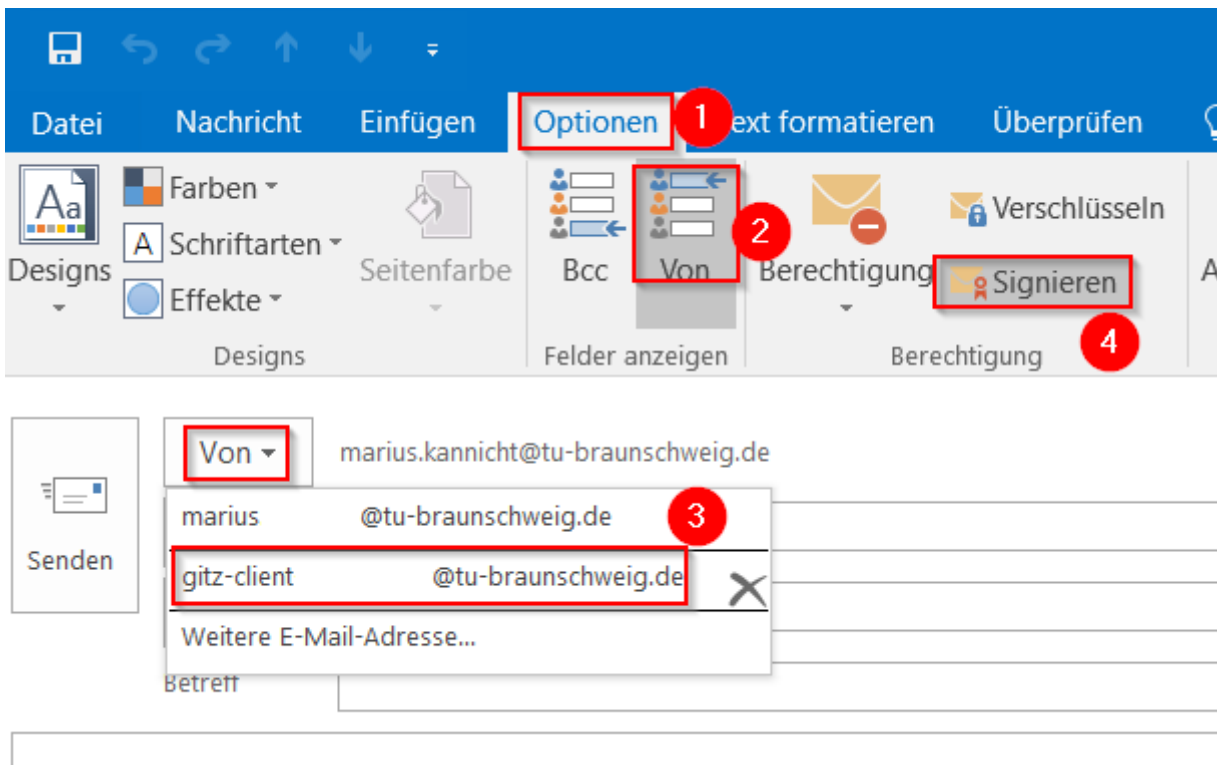 Datei Nachricht Einfügen Optionen 1 ext formatieren Überprüfen
Aa Farben
A Schriftarten
Effekte
Designs
Seitenfarbe
Bcc Von 2
Berechtigung
Verschlüsseln
Signieren
A
Designs Felder anzeigen Berechtigung 4
Von marius.kannicht@tu-braunschweig.de
marius @tu-braunschweig.de 3
gitz-client @tu-braunschweig.de
Weitere E-Mail-Adresse...
Senden
Betreff